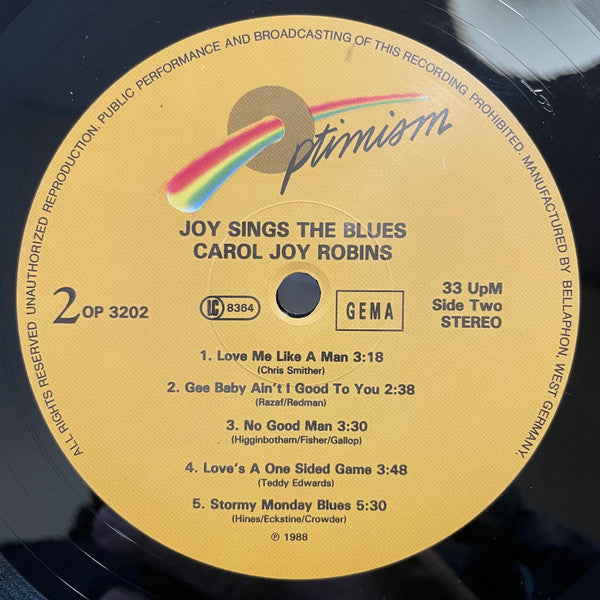 ALL RIGHTS RESERVED UNAUTHORIZED REPRODUCTION. PUBLIC PERFORMANCE AND BROADCASTING OF THIS RECORDING PROHIBITED. MANUFACTURED BY BELLAPHON, WEST GERMANY.
Optimism
JOY SINGS THE BLUES
CAROL JOY ROBINS
2 OP 3202
LC 8364
GEMA
33 UpM
Side Two
STEREO
1. Love Me Like A Man 3:18
(Chris Smither)
2. Gee Baby Ain't I Good To You 2:38
(Razaf/Redman)
3. No Good Man 3:30
(Higginbotham/Fisher/Gallop)
4. Love's A One Sided Game 3:48
(Teddy Edwards)
5. Stormy Monday Blues 5:30
(Hines/Eckstine/Crowder)
℗ 1988